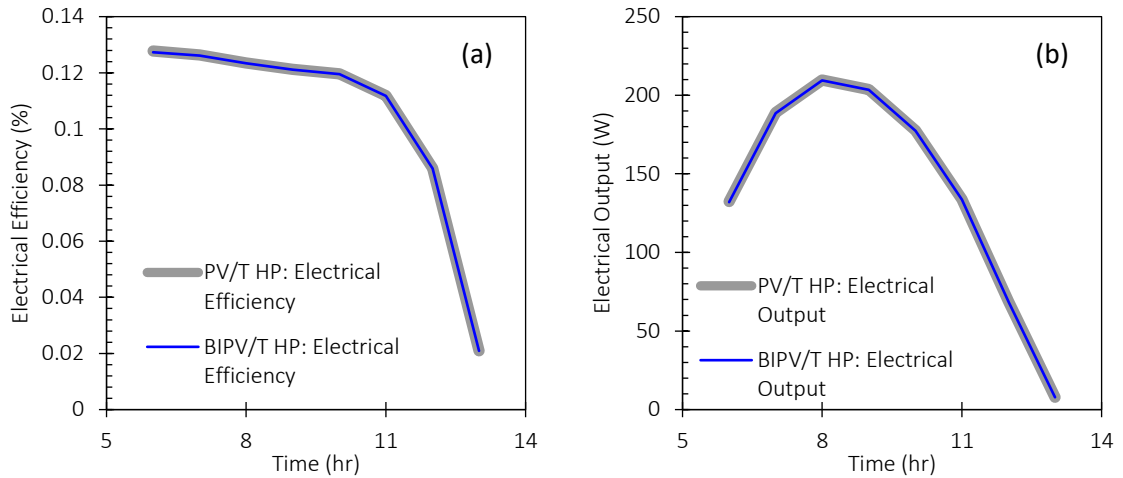 (a)
Electrical Efficiency (%)
0.14
0.12
0.1
0.08
0.06
0.04
0.02
0
PV/T HP: Electrical
Efficiency
BIPV/T HP: Electrical
Efficiency
5
8
11
14
Time (hr)
(b)
Electrical Output (W)
250
200
150
100
50
0
PV/T HP: Electrical
Output
BIPV/T HP: Electrical
Output
5
8
11
14
Time (hr)